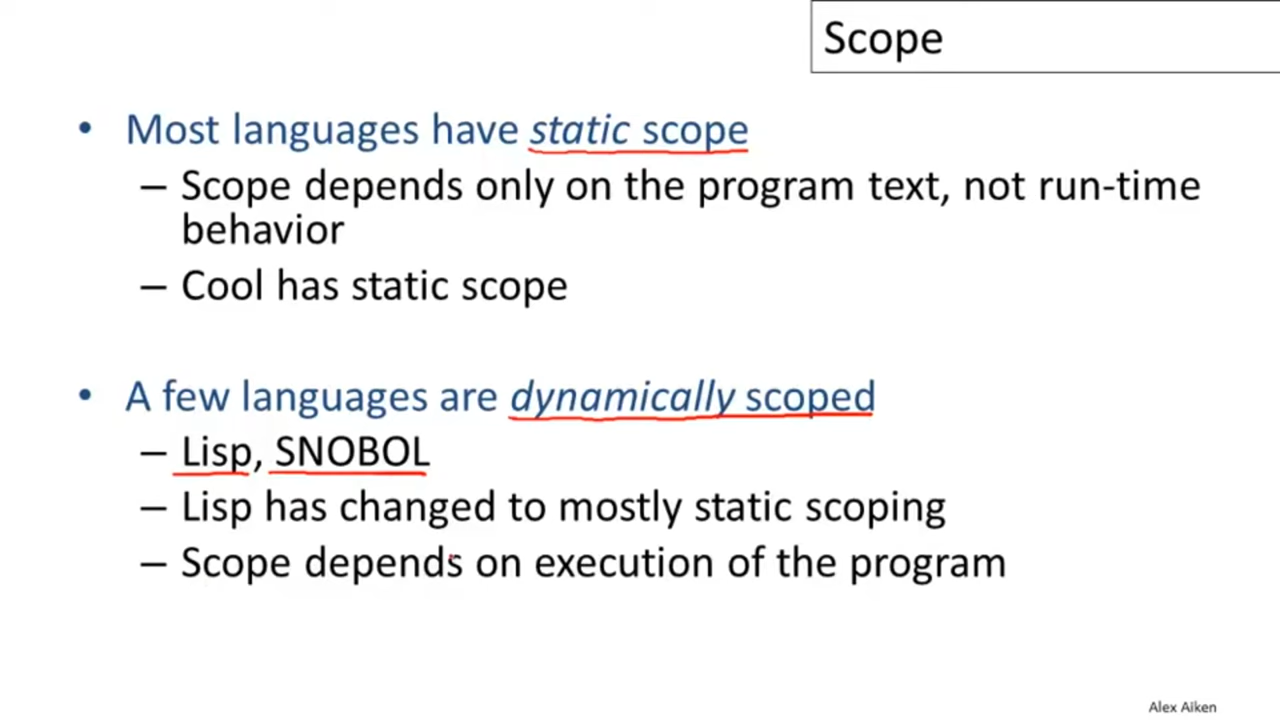 Scope
• Most languages have static scope
– Scope depends only on the program text, not run-time
behavior
– Cool has static scope
• A few languages are dynamically scoped
– Lisp, SNOBOL
– Lisp has changed to mostly static scoping
– Scope depends on execution of the program
Alex Aiken